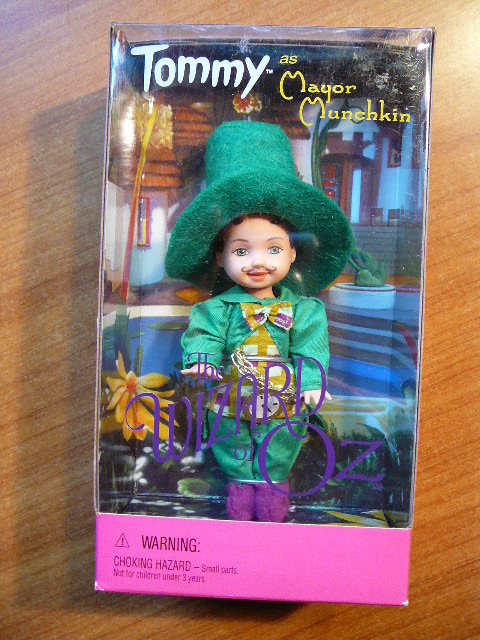 Tommy™ as
Mayor
Munchkin
The
WIZARD
of
OZ
WARNING:
CHOKING HAZARD – Small parts.
Not for children under 3 years.